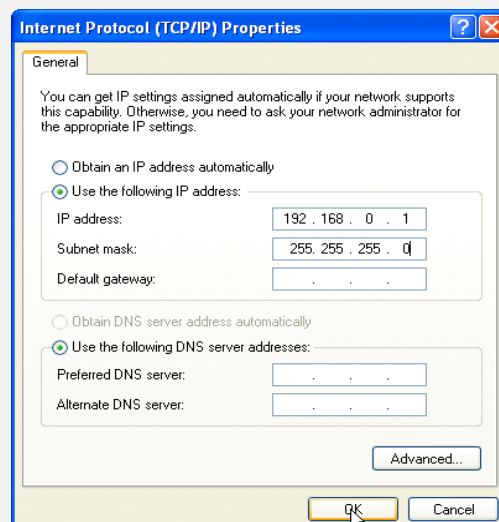 Internet Protocol (TCP/IP) Properties
General
You can get IP settings assigned automatically if your network supports
this capability. Otherwise, you need to ask your network administrator for
the appropriate IP settings.
Obtain an IP address automatically
Use the following IP address:
IP address: 192 . 168 . 0 . 1
Subnet mask: 255. 255 . 255 . 0
Default gateway: . . .
Obtain DNS server address automatically
Use the following DNS server addresses:
Preferred DNS server: . . .
Alternate DNS server: . . .
Advanced...
OK Cancel